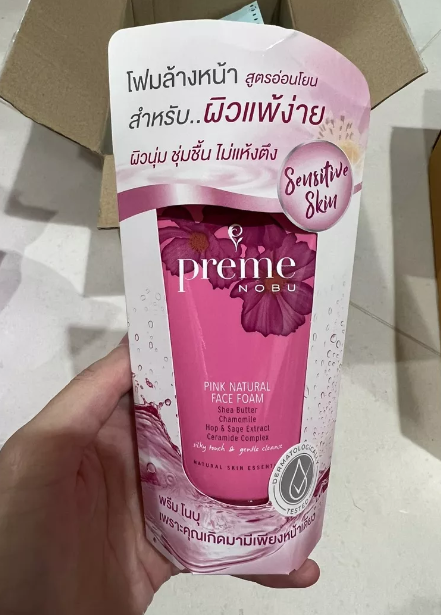 โฟมล้างหน้า สูตรอ่อนโยน
สำหรับ..ผิวแพ้ง่าย
ผิวนุ่ม ชุ่มชื้น ไม่แห้งตึง
Sensitive
Skin
preme
NOBU
PINK NATURAL
FACE FOAM
Shea Butter
Chamomile
Hop & Sage Extract
Ceramide Complex
silky touch & gentle cleanse
NATURAL SKIN ESSENTI
DERMATOLOGICALLY
TESTED
พรีม โนบุ
เพราะคุณเกิดมามีเพียงหน้าเดียว